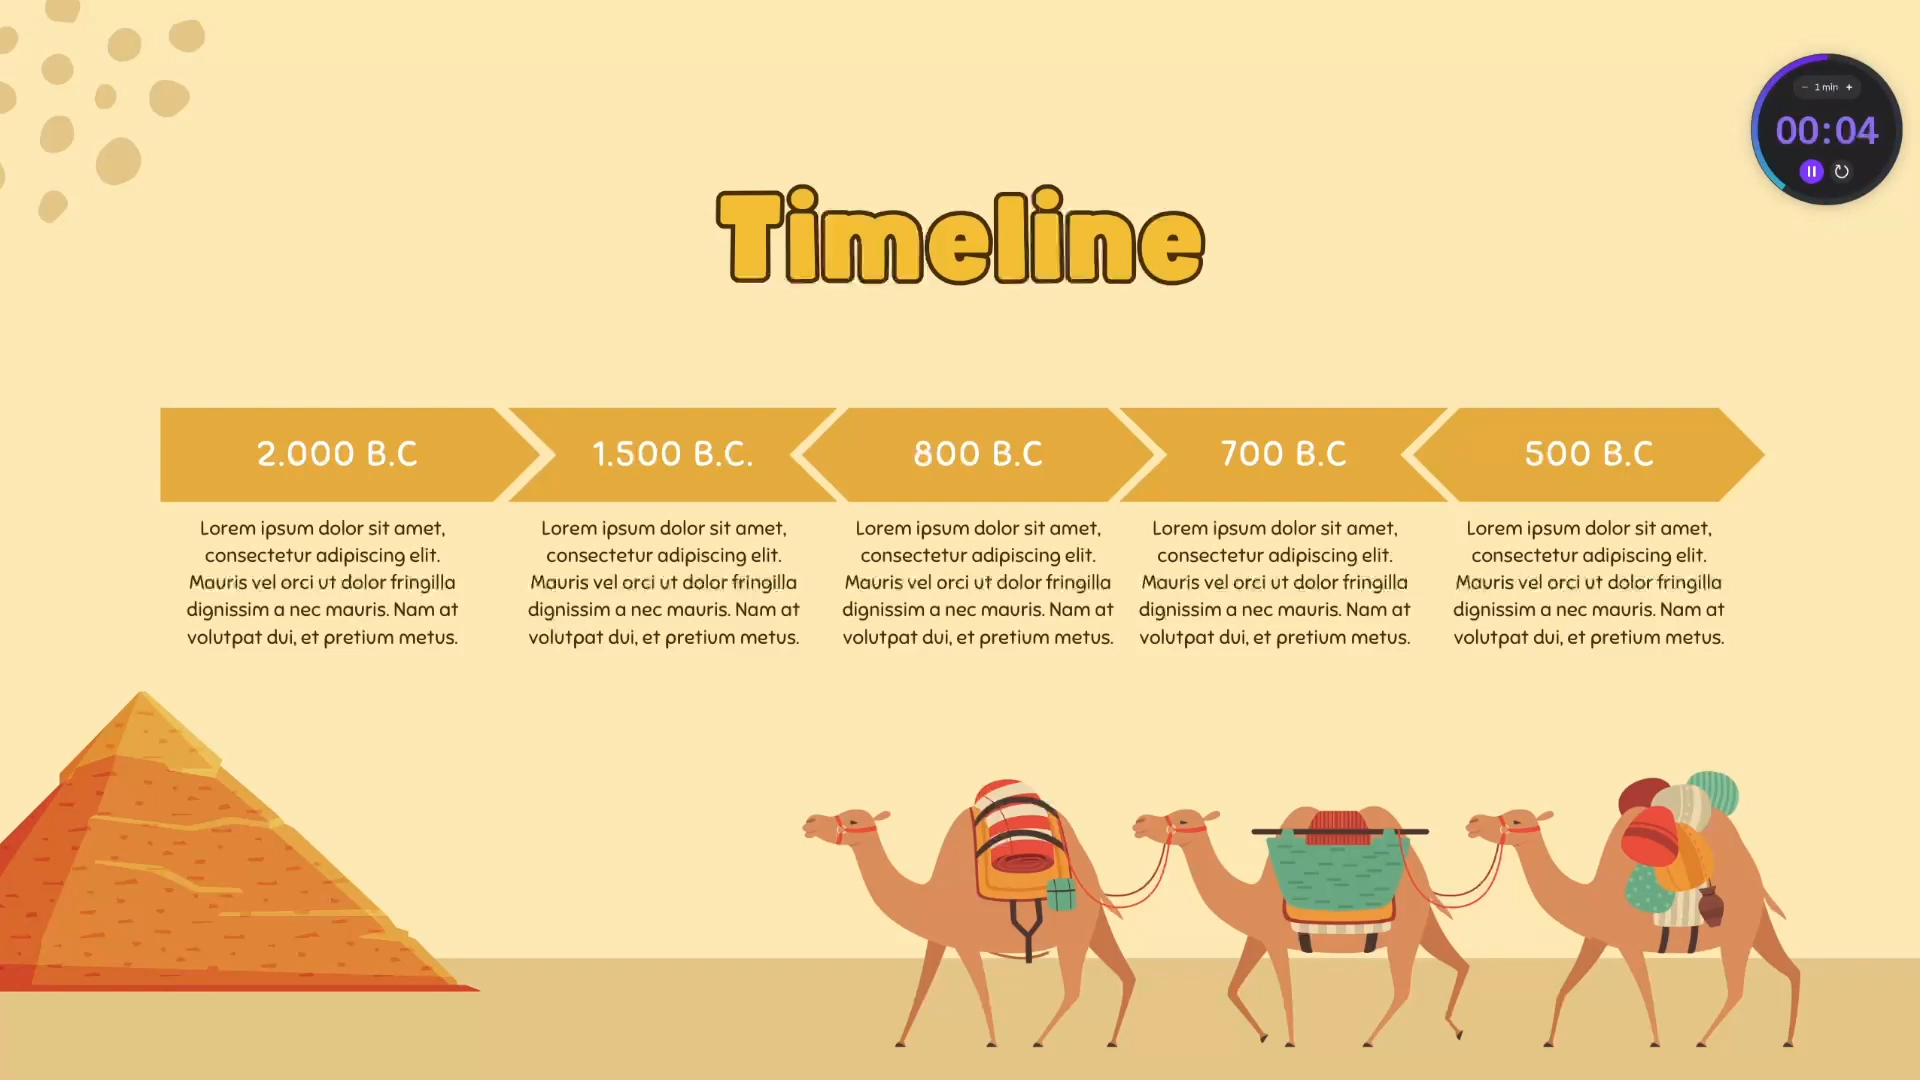 − 1 min +
00:04
Timeline
2.000 B.C
1.500 B.C.
800 B.C
700 B.C
500 B.C
Lorem ipsum dolor sit amet,
consectetur adipiscing elit.
Mauris vel orci ut dolor fringilla
dignissim a nec mauris. Nam at
volutpat dui, et pretium metus.
Lorem ipsum dolor sit amet,
consectetur adipiscing elit.
Mauris vel orci ut dolor fringilla
dignissim a nec mauris. Nam at
volutpat dui, et pretium metus.
Lorem ipsum dolor sit amet,
consectetur adipiscing elit.
Mauris vel orci ut dolor fringilla
dignissim a nec mauris. Nam at
volutpat dui, et pretium metus.
Lorem ipsum dolor sit amet,
consectetur adipiscing elit.
Mauris vel orci ut dolor fringilla
dignissim a nec mauris. Nam at
volutpat dui, et pretium metus.
Lorem ipsum dolor sit amet,
consectetur adipiscing elit.
Mauris vel orci ut dolor fringilla
dignissim a nec mauris. Nam at
volutpat dui, et pretium metus.